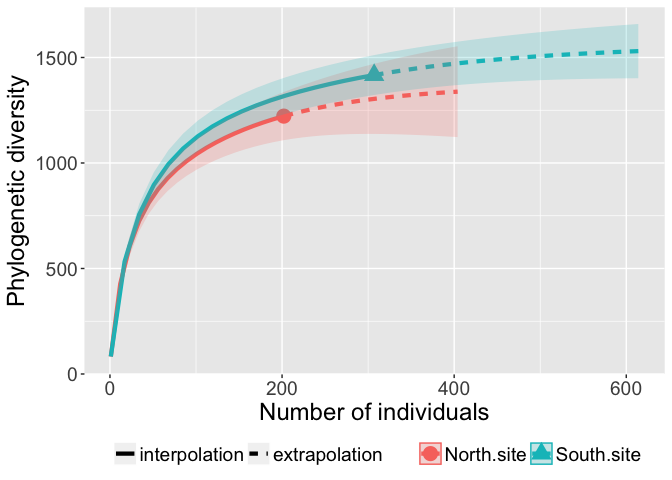 Phylogenetic diversity
1500
1000
500
0
0 200 400 600
Number of individuals
interpolation extrapolation North.site South.site